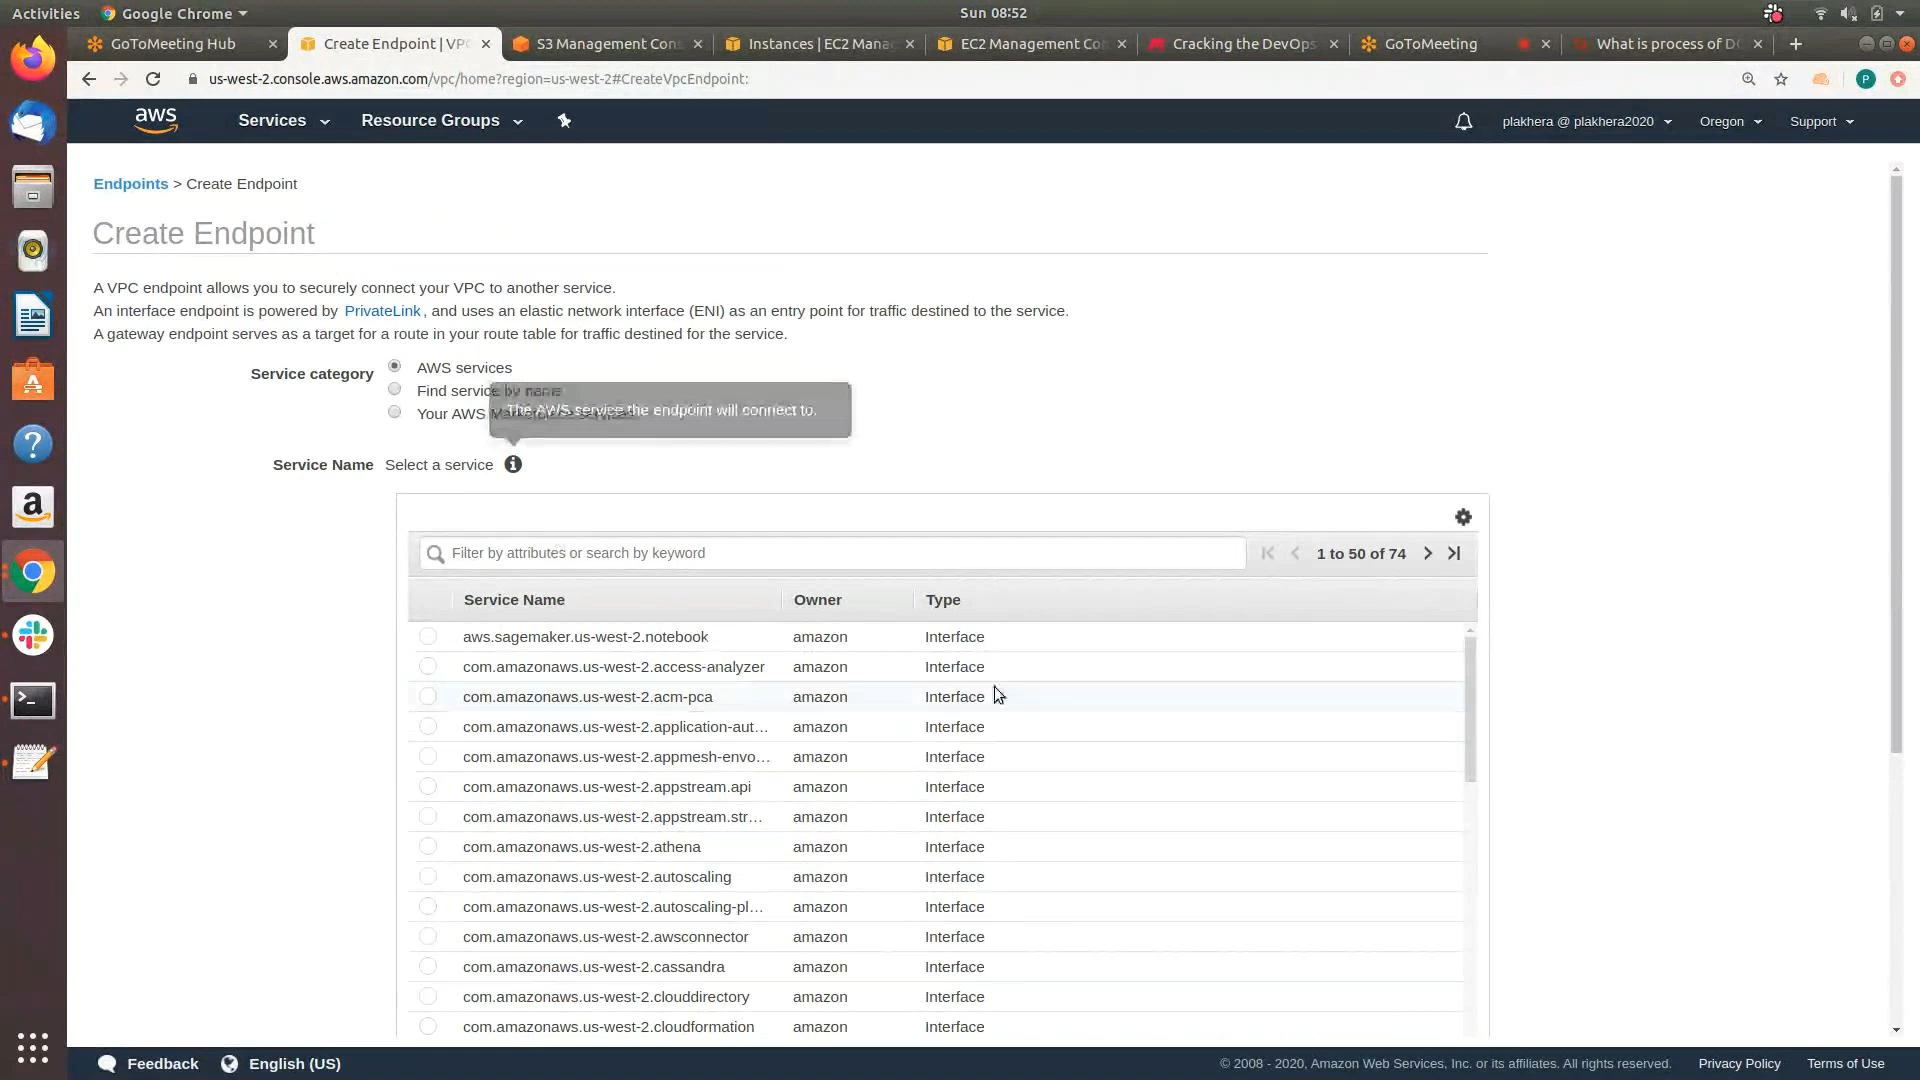 Activities
Google Chrome
Sun 08:52
GoToMeeting Hub
Create Endpoint | VPC
S3 Management Cons
Instances | EC2 Mana
EC2 Management Co
Cracking the DevOps
GoToMeeting
What is process of DO
us-west-2.console.aws.amazon.com/vpc/home?region=us-west-2#CreateVpcEndpoint:
P
aws
Services
Resource Groups
plakhera @ plakhera2020
Oregon
Support
Endpoints > Create Endpoint
Create Endpoint
A VPC endpoint allows you to securely connect your VPC to another service.
An interface endpoint is powered by PrivateLink, and uses an elastic network interface (ENI) as an entry point for traffic destined to the service.
A gateway endpoint serves as a target for a route in your route table for traffic destined for the service.
Service category
AWS services
Find service by name
Your AWS
The AWS service the endpoint will connect to.
Service Name
Select a service
Filter by attributes or search by keyword
1 to 50 of 74
Service Name Owner Type
aws.sagemaker.us-west-2.notebook amazon Interface
com.amazonaws.us-west-2.access-analyzer amazon Interface
com.amazonaws.us-west-2.acm-pca amazon Interface
com.amazonaws.us-west-2.application-aut... amazon Interface
com.amazonaws.us-west-2.appmesh-envo... amazon Interface
com.amazonaws.us-west-2.appstream.api amazon Interface
com.amazonaws.us-west-2.appstream.str... amazon Interface
com.amazonaws.us-west-2.athena amazon Interface
com.amazonaws.us-west-2.autoscaling amazon Interface
com.amazonaws.us-west-2.autoscaling-pl... amazon Interface
com.amazonaws.us-west-2.awsconnector amazon Interface
com.amazonaws.us-west-2.cassandra amazon Interface
com.amazonaws.us-west-2.clouddirectory amazon Interface
com.amazonaws.us-west-2.cloudformation amazon Interface
Feedback
English (US)
© 2008 - 2020, Amazon Web Services, Inc. or its affiliates. All rights reserved.
Privacy Policy
Terms of Use